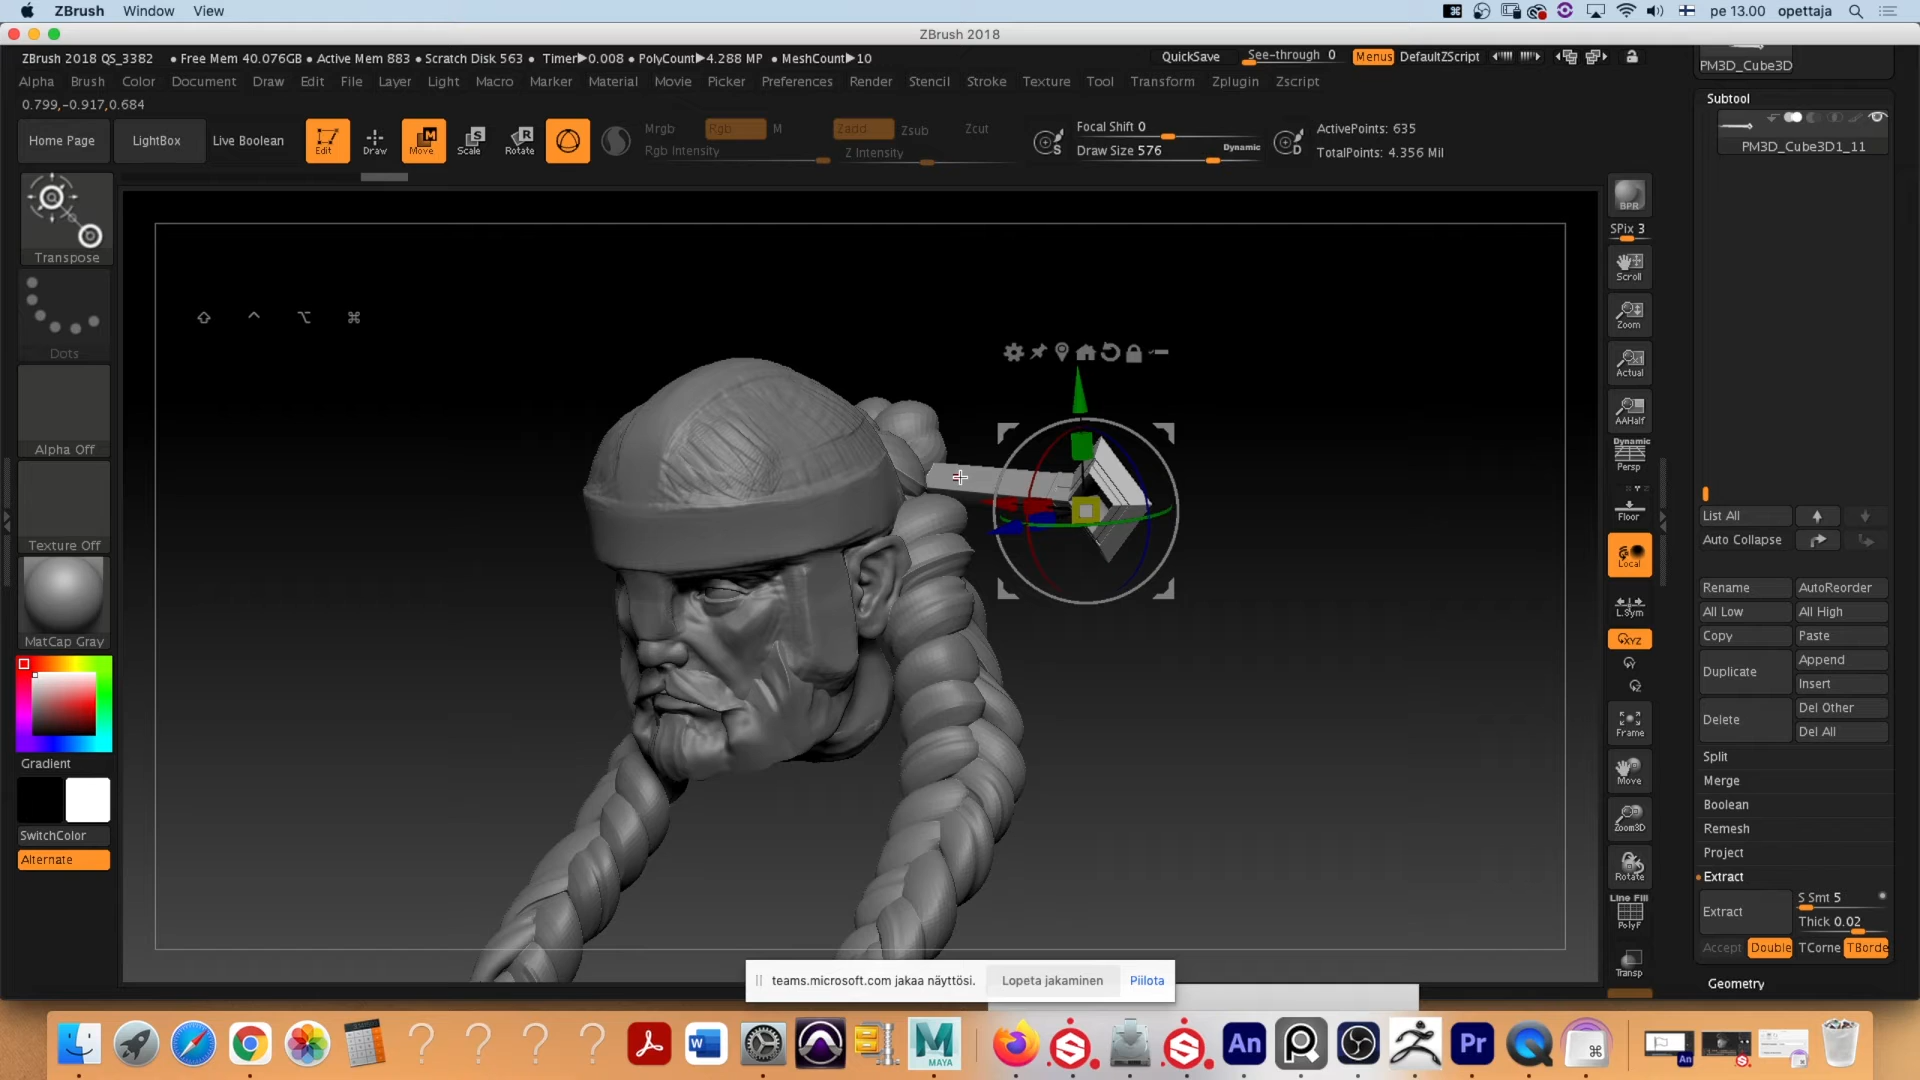 ZBrush Window View pe 13.00 opettaja
ZBrush 2018
ZBrush 2018 QS_3382 • Free Mem 40.076GB • Active Mem 883 • Scratch Disk 563 • Timer▶0.008 • PolyCount▶4.288 MP • MeshCount▶10 QuickSave See-through 0 Menus DefaultZScript
Alpha Brush Color Document Draw Edit File Layer Light Macro Marker Material Movie Picker Preferences Render Stencil Stroke Texture Tool Transform Zplugin Zscript
0.799,-0.917,0.684
Home Page LightBox Live Boolean Edit Draw Move Scale Rotate
Mrgb Rgb M Zadd Zsub Zcut
Rgb Intensity Z Intensity
Focal Shift 0
Draw Size 576 Dynamic
ActivePoints: 635
TotalPoints: 4.356 Mil
Transpose
Dots
Alpha Off
Texture Off
MatCap Gray
Gradient
SwitchColor
Alternate
⇧ ^ ⌥ ⌘
BPR
SPix 3
Scroll
Zoom
Actual
AAHalf
Dynamic
Persp
Floor
Local
L.Sym
XYZ
Frame
Move
Zoom3D
Rotate
Line Fill
PolyF
Transp
PM3D_Cube3D
Subtool
PM3D_Cube3D1_11
List All
Auto Collapse
Rename AutoReorder
All Low All High
Copy Paste
Duplicate Append
Insert
Delete Del Other
Del All
Split
Merge
Boolean
Remesh
Project
Extract
Extract S Smt 5
Thick 0.02
Accept Double TCorne TBorde
Geometry
teams.microsoft.com jakaa näyttösi. Lopeta jakaminen Piilota
? ? ? ? W MAYA An Pr